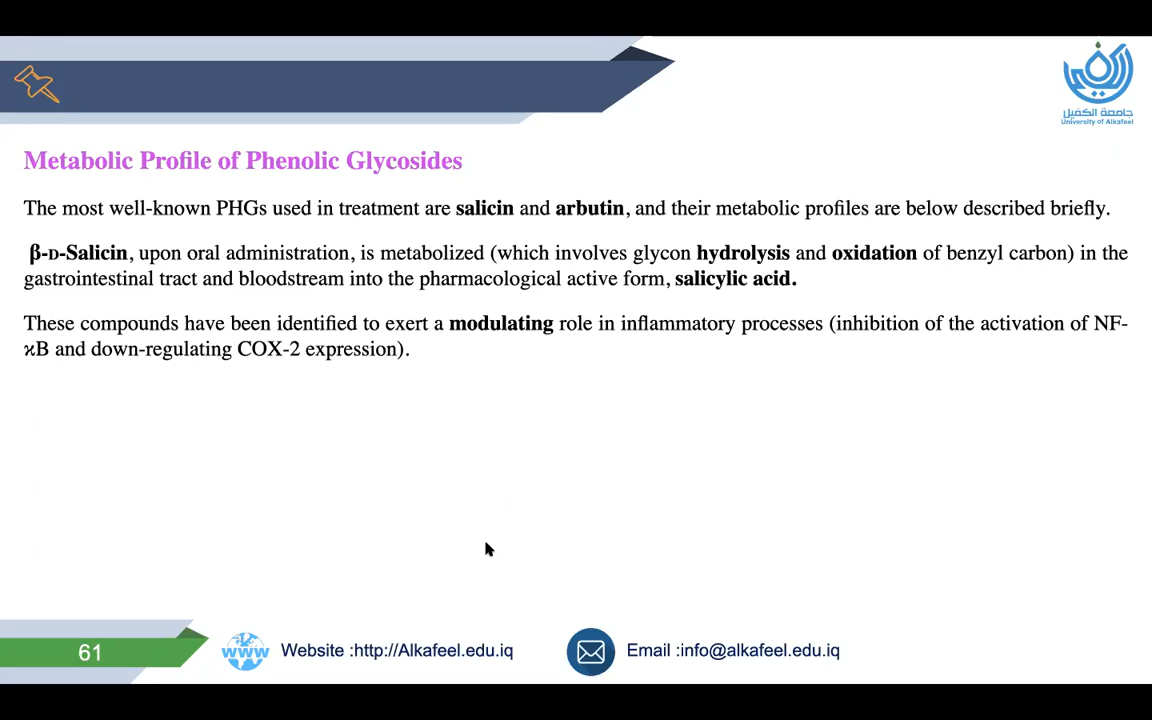 جامعة الكفيل
University of Alkafeel
Metabolic Profile of Phenolic Glycosides
The most well-known PHGs used in treatment are salicin and arbutin, and their metabolic profiles are below described briefly.
β-D-Salicin, upon oral administration, is metabolized (which involves glycon hydrolysis and oxidation of benzyl carbon) in the
gastrointestinal tract and bloodstream into the pharmacological active form, salicylic acid.
These compounds have been identified to exert a modulating role in inflammatory processes (inhibition of the activation of NF-
ϰB and down-regulating COX-2 expression).
61
WWW
Website :http://Alkafeel.edu.iq
Email :info@alkafeel.edu.iq